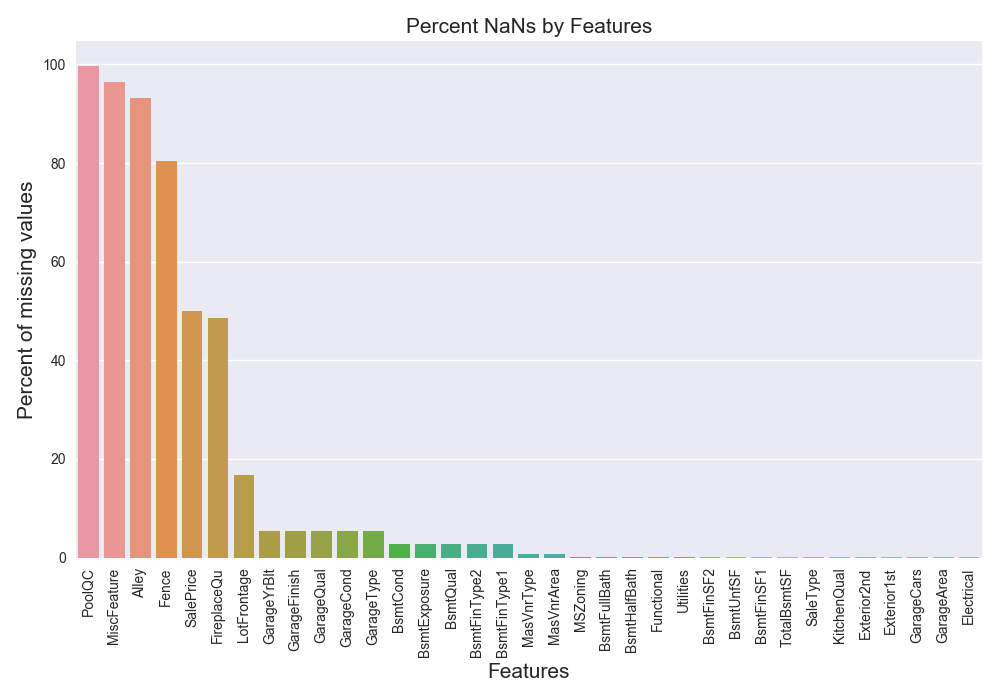 Percent NaNs by Features
Percent of missing values
100
80
60
40
20
0
PoolQC
MiscFeature
Alley
Fence
SalePrice
FireplaceQu
LotFrontage
GarageYrBlt
GarageFinish
GarageQual
GarageCond
GarageType
BsmtCond
BsmtExposure
BsmtQual
BsmtFinType2
BsmtFinType1
MasVnrType
MasVnrArea
MSZoning
BsmtFullBath
BsmtHalfBath
Functional
Utilities
BsmtFinSF2
BsmtUnfSF
BsmtFinSF1
TotalBsmtSF
SaleType
KitchenQual
Exterior2nd
Exterior1st
GarageCars
GarageArea
Electrical
Features